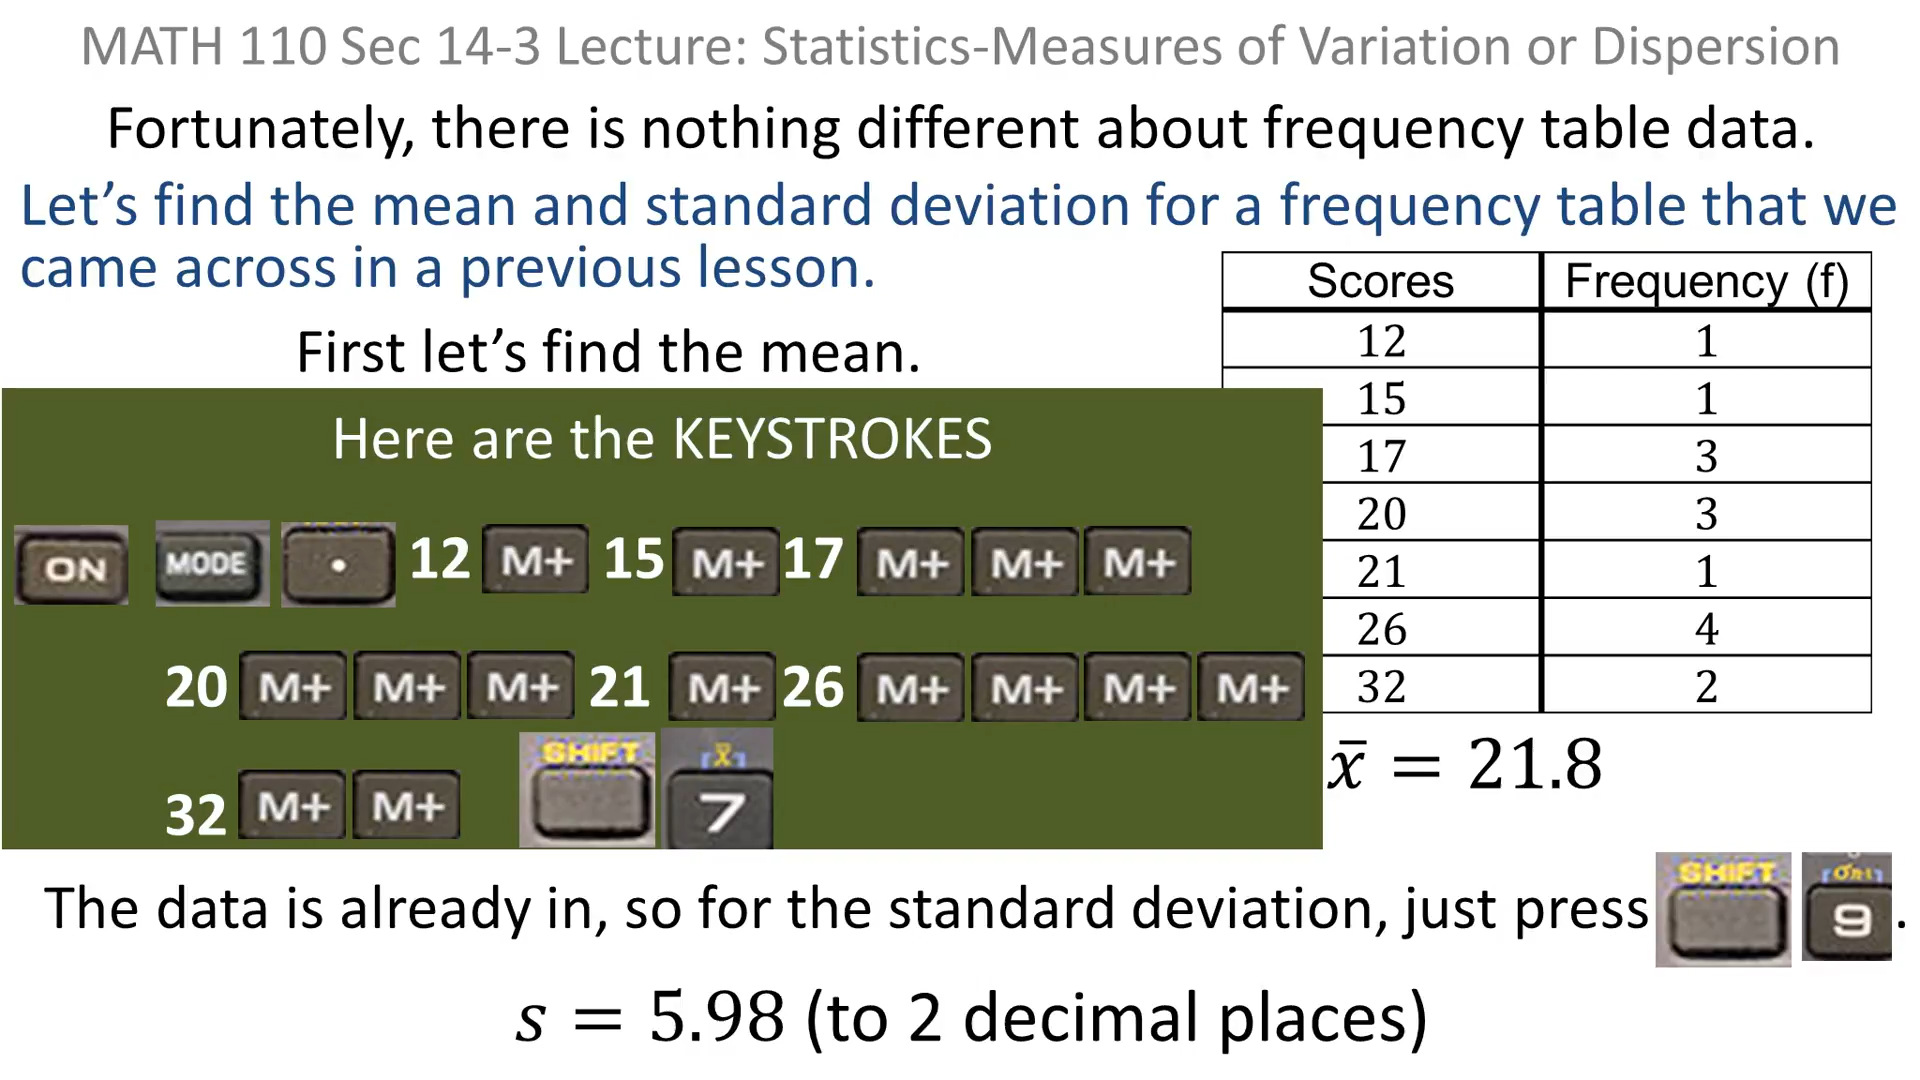 MATH 110 Sec 14-3 Lecture: Statistics-Measures of Variation or Dispersion
Fortunately, there is nothing different about frequency table data.
Let’s find the mean and standard deviation for a frequency table that we
came across in a previous lesson.
First let’s find the mean.
Here are the KEYSTROKES
ON MODE • 12 M+ 15 M+ 17 M+ M+ M+
20 M+ M+ M+ 21 M+ 26 M+ M+ M+ M+
32 M+ M+ SHIFT x̄ 7
Scores Frequency (f)
12 1
15 1
17 3
20 3
21 1
26 4
32 2
x̄ = 21.8
The data is already in, so for the standard deviation, just press SHIFT 9 .
s = 5.98 (to 2 decimal places)